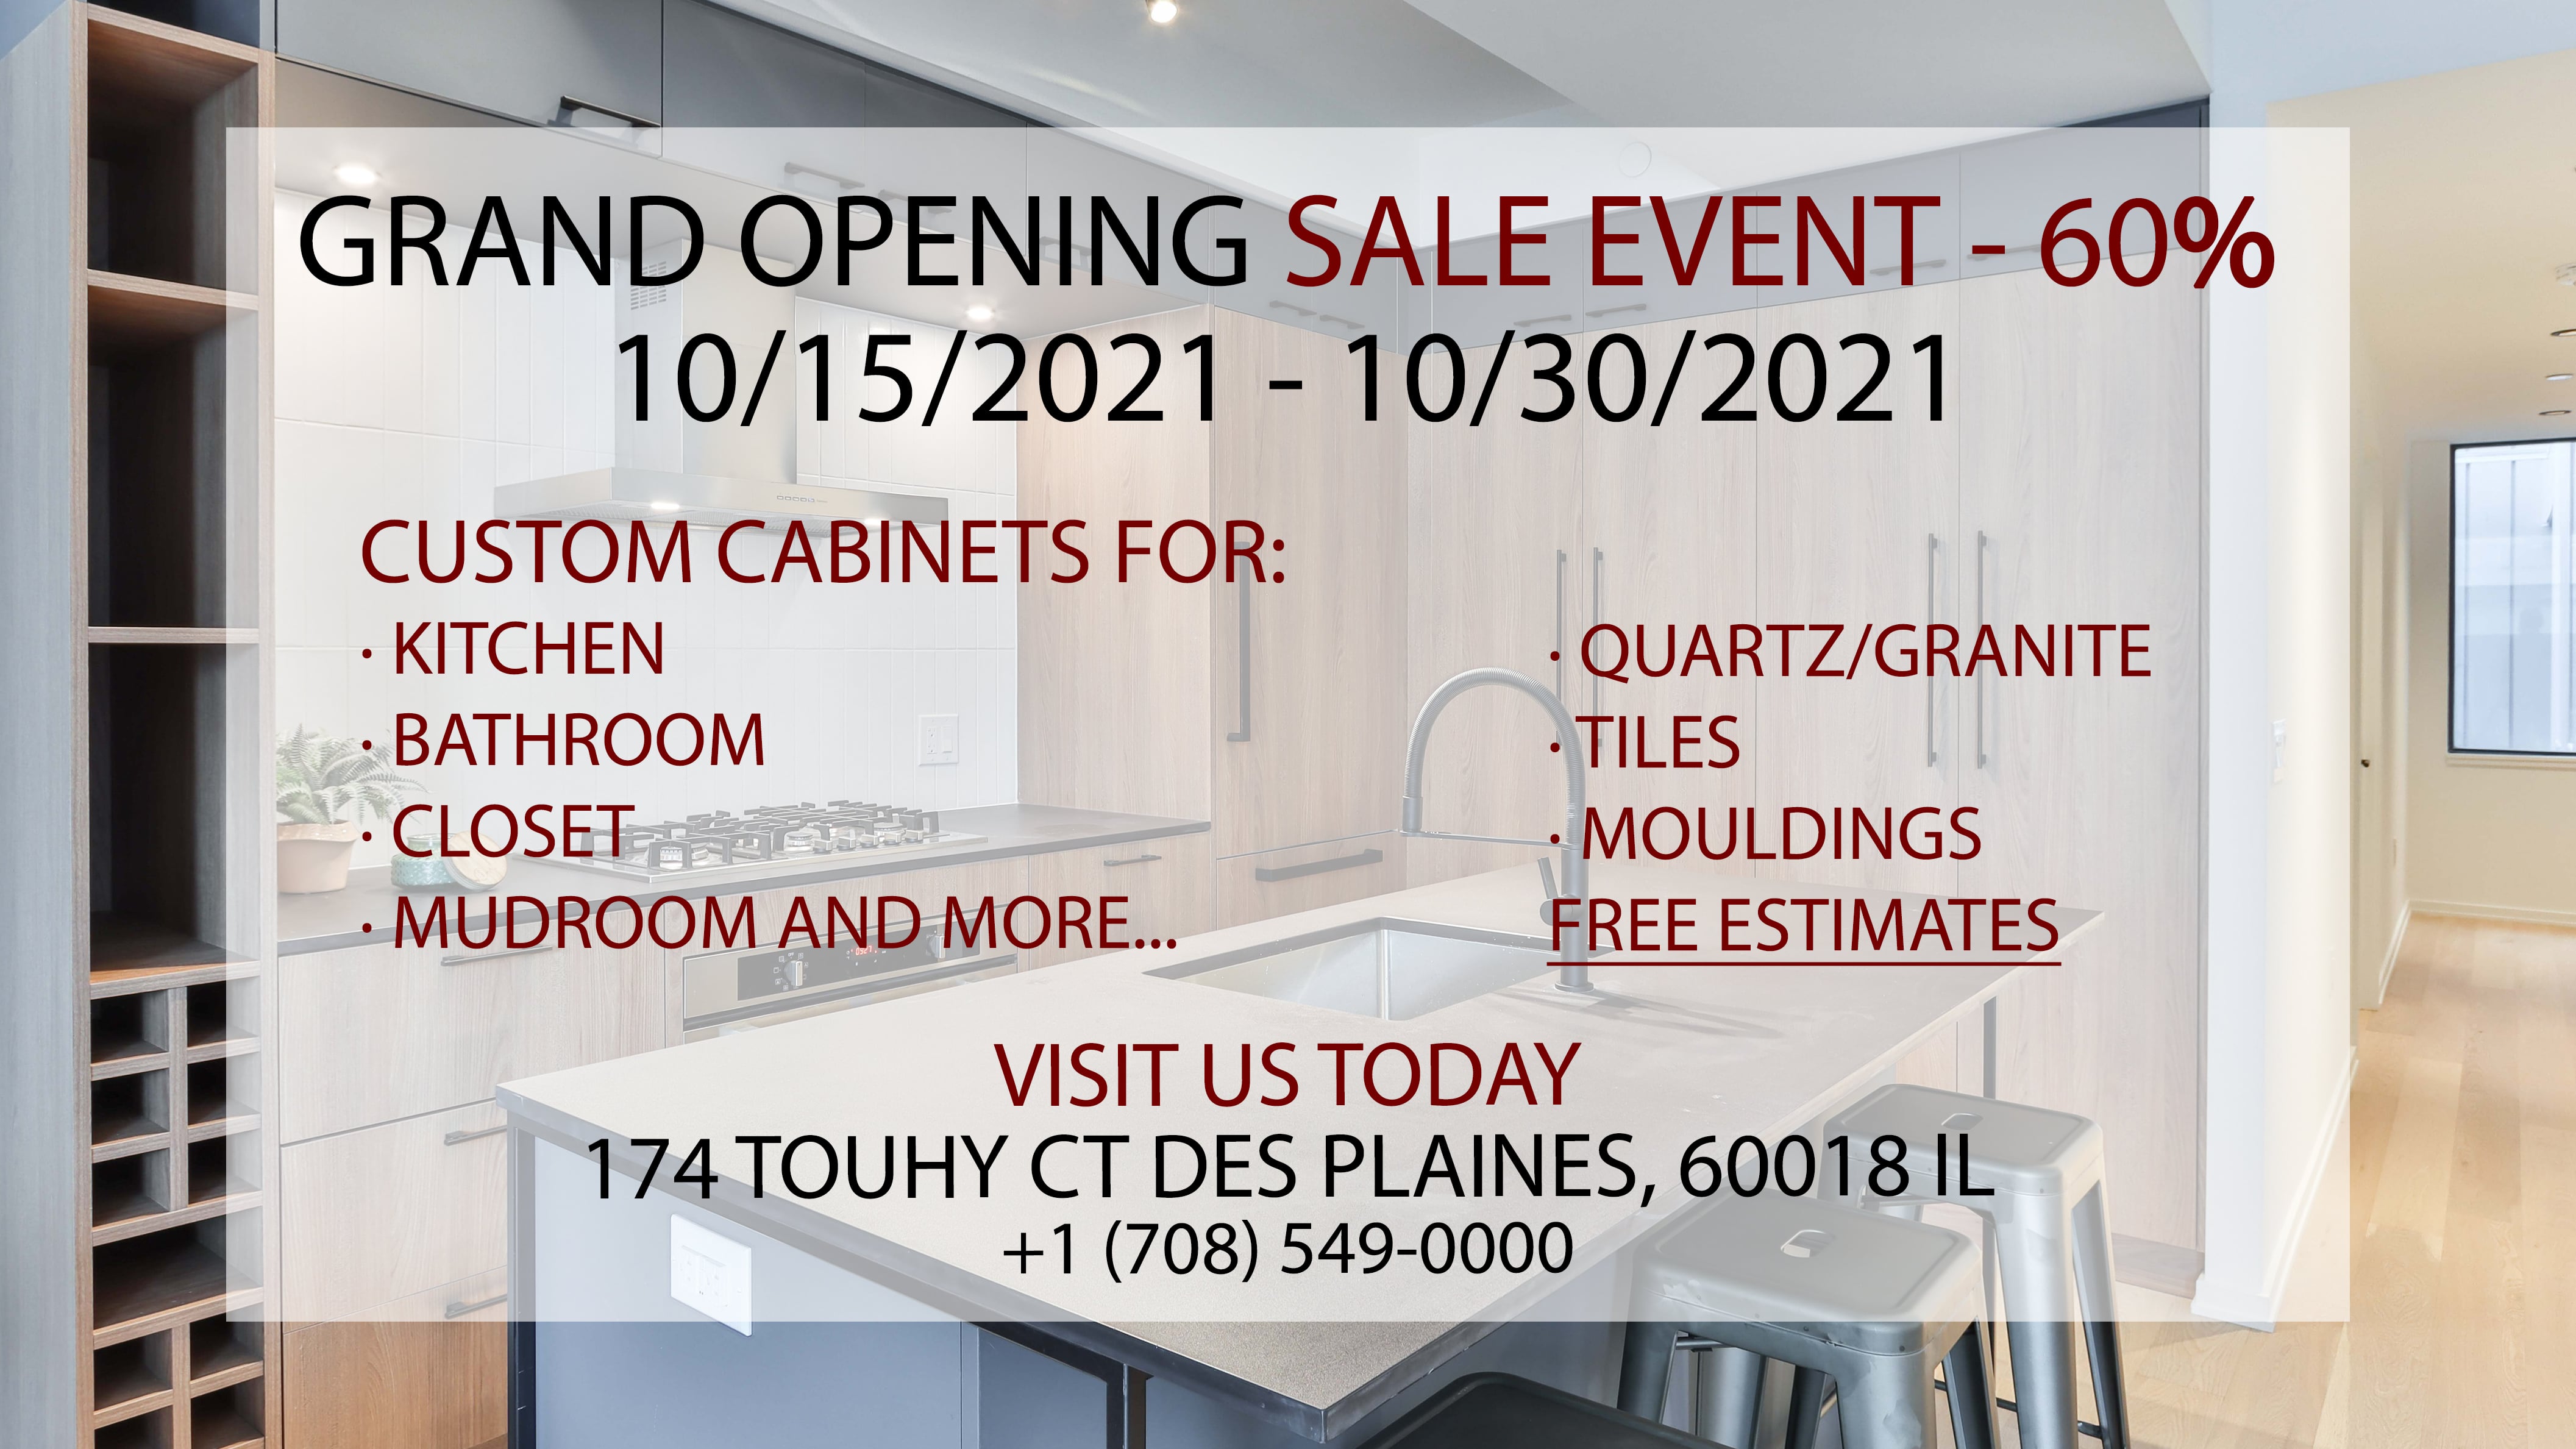 GRAND OPENING SALE EVENT - 60%
10/15/2021 - 10/30/2021
CUSTOM CABINETS FOR:
· KITCHEN
· BATHROOM
· CLOSET
· MUDROOM AND MORE...
· QUARTZ/GRANITE
· TILES
· MOULDINGS
FREE ESTIMATES
VISIT US TODAY
174 TOUHY CT DES PLAINES, 60018 IL
+1 (708) 549-0000